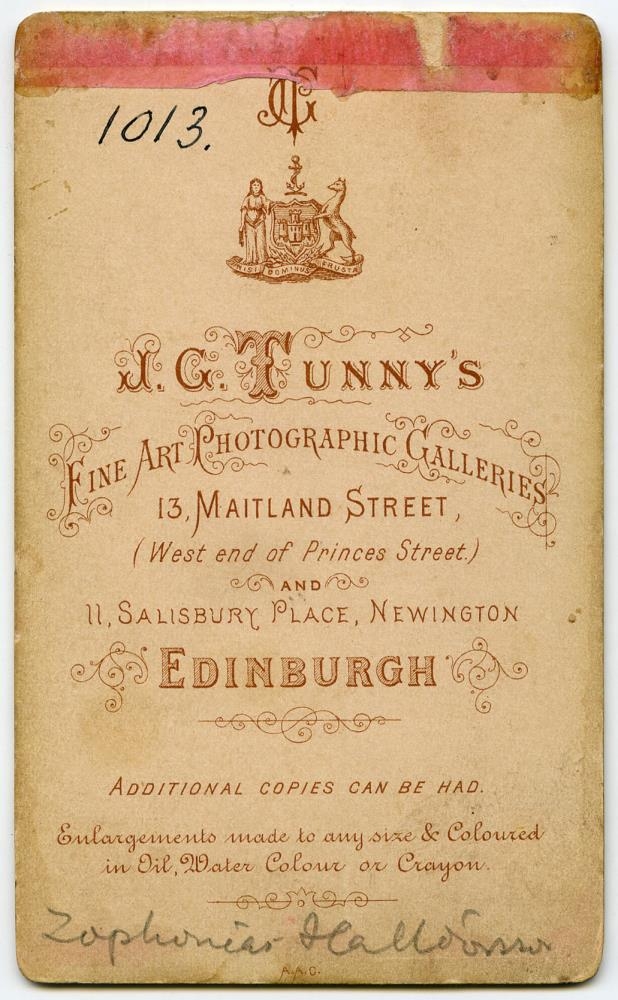 1013.
NISI DOMINUS FRUSTRA
J. G. TUNNY'S
FINE ART PHOTOGRAPHIC GALLERIES
13, MAITLAND STREET,
(West end of Princes Street.)
AND
11, SALISBURY PLACE, NEWINGTON
EDINBURGH
ADDITIONAL COPIES CAN BE HAD.
Enlargements made to any size & Coloured
in Oil, Water Colour or Crayon.
Zophonías Halldórsson
A.A.C.